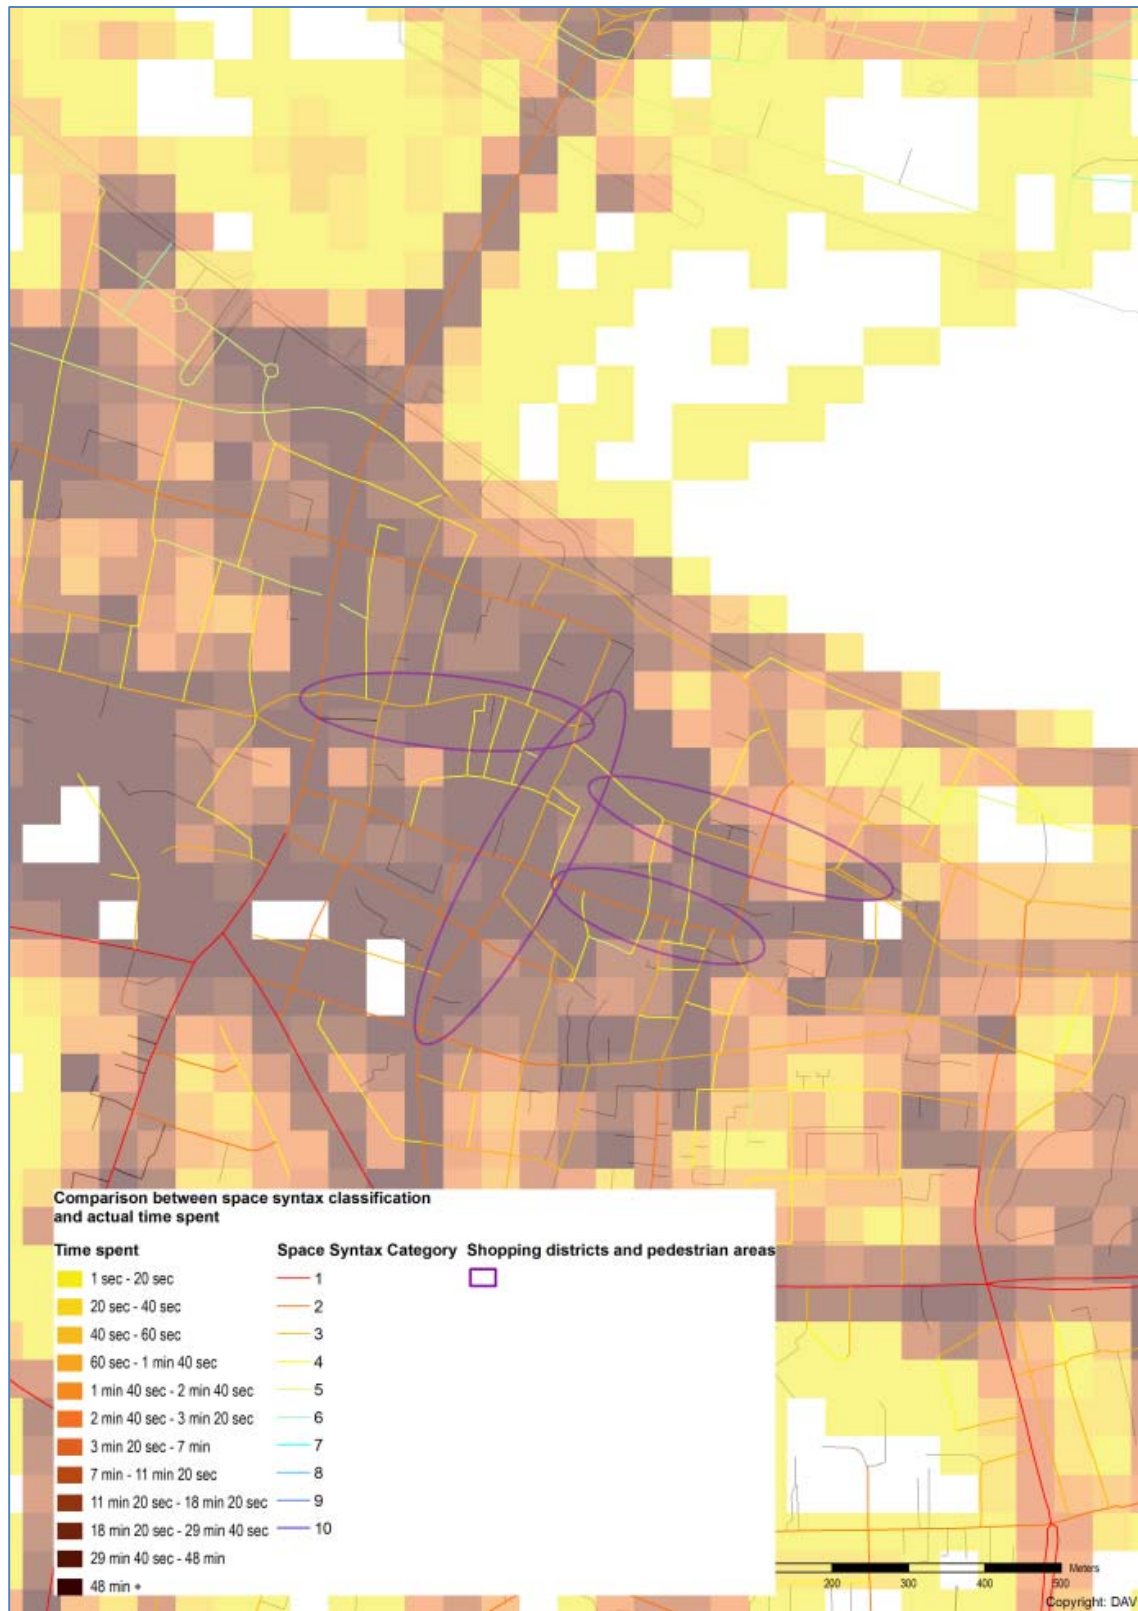 Comparison between space syntax classification
and actual time spent
Time spent
1 sec - 20 sec
20 sec - 40 sec
40 sec - 60 sec
60 sec - 1 min 40 sec
1 min 40 sec - 2 min 40 sec
2 min 40 sec - 3 min 20 sec
3 min 20 sec - 7 min
7 min - 11 min 20 sec
11 min 20 sec - 18 min 20 sec
18 min 20 sec - 29 min 40 sec
29 min 40 sec - 48 min
48 min +
Space Syntax Category
1
2
3
4
5
6
7
8
9
10
Shopping districts and pedestrian areas
Meters
200 300 400 500
Copyright: DAV